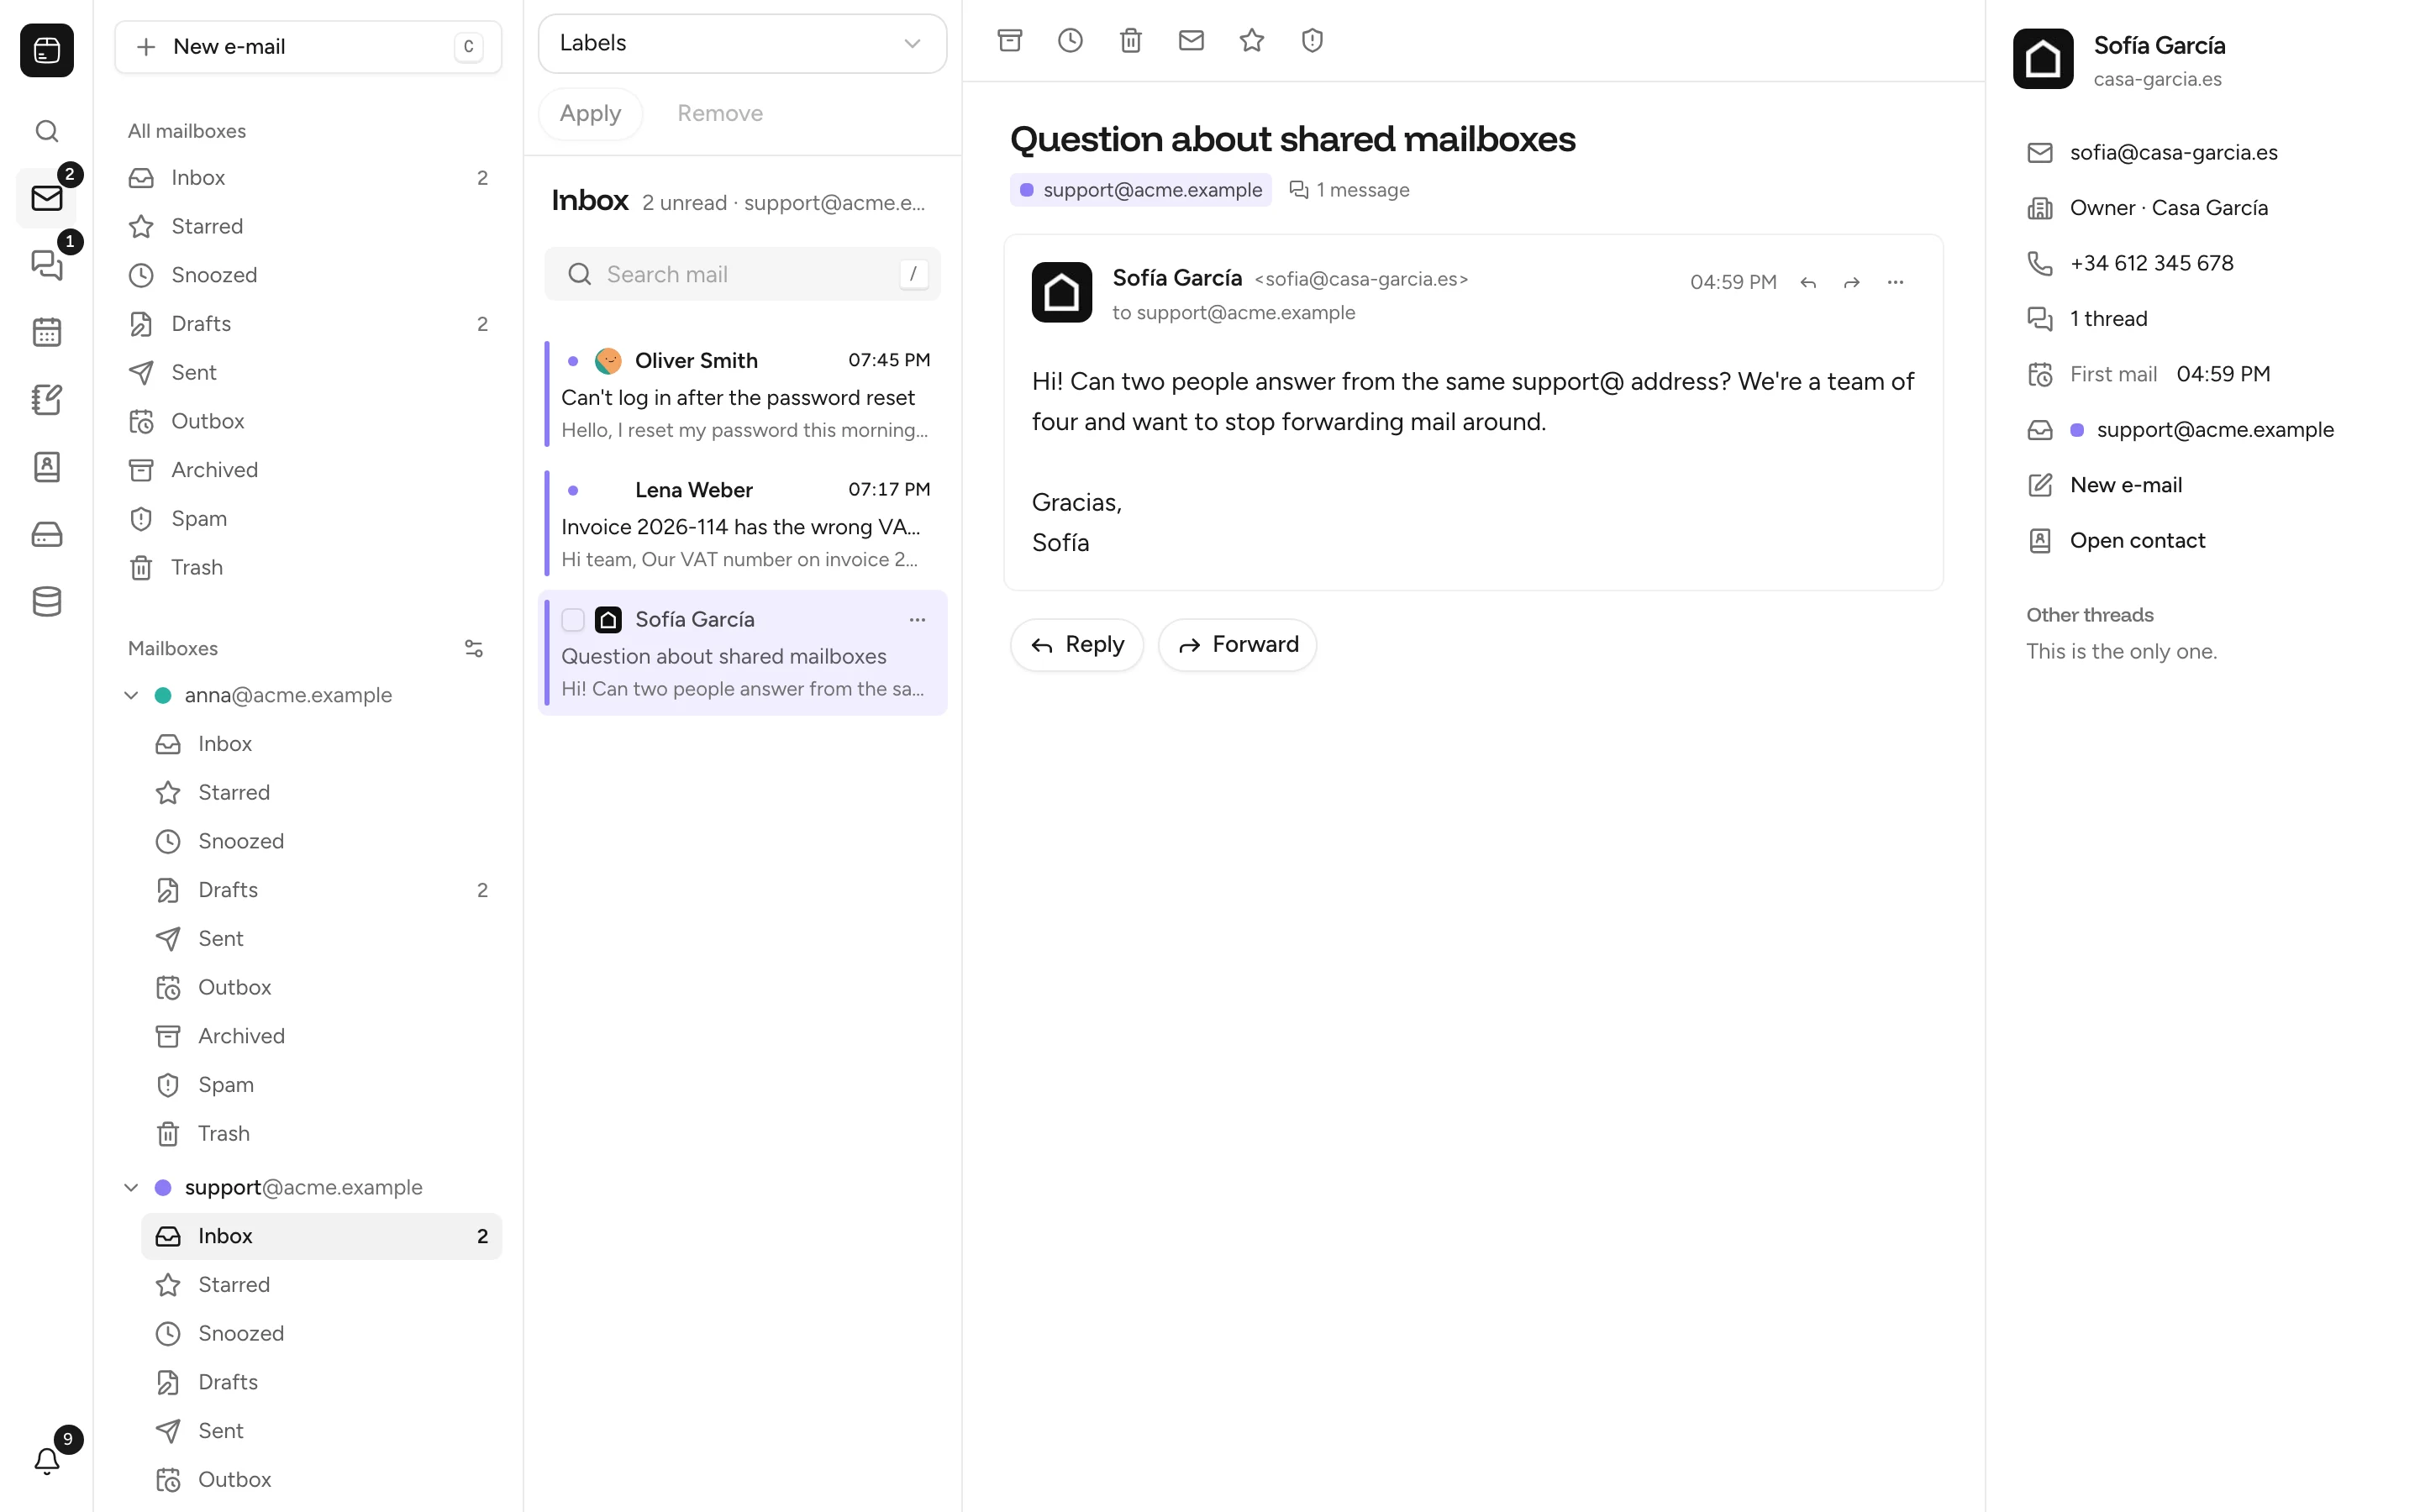 New e-mail
C
All mailboxes
Inbox 2
Starred
Snoozed
Drafts 2
Sent
Outbox
Archived
Spam
Trash
Mailboxes
anna@acme.example
Inbox
Starred
Snoozed
Drafts 2
Sent
Outbox
Archived
Spam
Trash
support@acme.example
Inbox 2
Starred
Snoozed
Drafts
Sent
Outbox
2
1
9
Labels
Apply Remove
Inbox 2 unread · support@acme.e...
Search mail /
Oliver Smith 07:45 PM
Can't log in after the password reset
Hello, I reset my password this morning...
Lena Weber 07:17 PM
Invoice 2026-114 has the wrong VA...
Hi team, Our VAT number on invoice 2...
Sofía García
Question about shared mailboxes
Hi! Can two people answer from the sa...
Question about shared mailboxes
support@acme.example 1 message
Sofía García <sofia@casa-garcia.es> 04:59 PM
to support@acme.example
Hi! Can two people answer from the same support@ address? We're a team of
four and want to stop forwarding mail around.
Gracias,
Sofía
Reply Forward
Sofía García
casa-garcia.es
sofia@casa-garcia.es
Owner · Casa García
+34 612 345 678
1 thread
First mail 04:59 PM
support@acme.example
New e-mail
Open contact
Other threads
This is the only one.